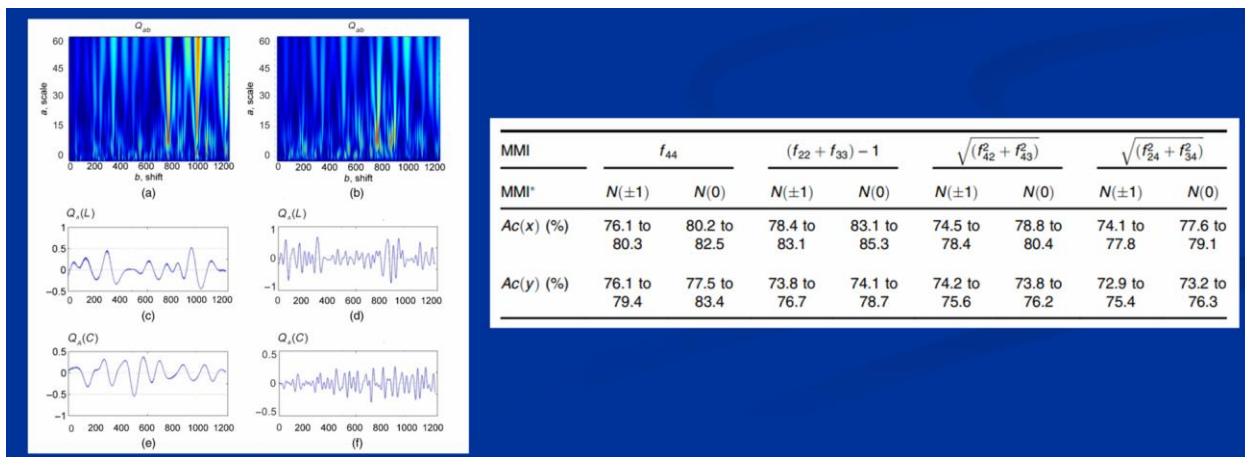 Q_ab Q_ab
60 60
45 45
30 30
15 15
0 0
a, scale a, scale
0 200 400 600 800 1000 1200 0 200 400 600 800 1000 1200
b, shift b, shift
(a) (b)
Q_A(L) Q_A(L)
1 1
0.5
0 0
−0.5 −1
0 200 400 600 800 1000 1200 0 200 400 600 800 1000 1200
(c) (d)
Q_A(C) Q_A(C)
0.5 0.5
0 0
−0.5 −0.5
−1
0 200 400 600 800 1000 1200 0 200 400 600 800 1000 1200
(e) (f)
MMI f₄₄ (f₂₂ + f₃₃) − 1 √(f²₄₂ + f²₄₃) √(f²₂₄ + f²₃₄)
MMI* N(±1) N(0) N(±1) N(0) N(±1) N(0) N(±1) N(0)
Ac(x) (%) 76.1 to 80.2 to 78.4 to 83.1 to 74.5 to 78.8 to 74.1 to 77.6 to
80.3 82.5 83.1 85.3 78.4 80.4 77.8 79.1
Ac(y) (%) 76.1 to 77.5 to 73.8 to 74.1 to 74.2 to 73.8 to 72.9 to 73.2 to
79.4 83.4 76.7 78.7 75.6 76.2 75.4 76.3